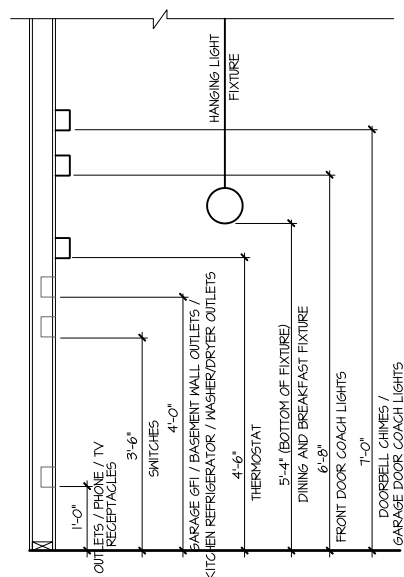 HANGING LIGHT
FIXTURE
1'-0"
OUTLETS / PHONE / TV
RECEPTACLES
3'-6"
SWITCHES
4'-0"
GARAGE GFI / BASEMENT WALL OUTLETS /
KITCHEN REFRIGERATOR / WASHER/DRYER OUTLETS
4'-6"
THERMOSTAT
5'-4" (BOTTOM OF FIXTURE)
DINING AND BREAKFAST FIXTURE
6'-8"
FRONT DOOR COACH LIGHTS
7'-0"
DOORBELL CHIMES /
GARAGE DOOR COACH LIGHTS